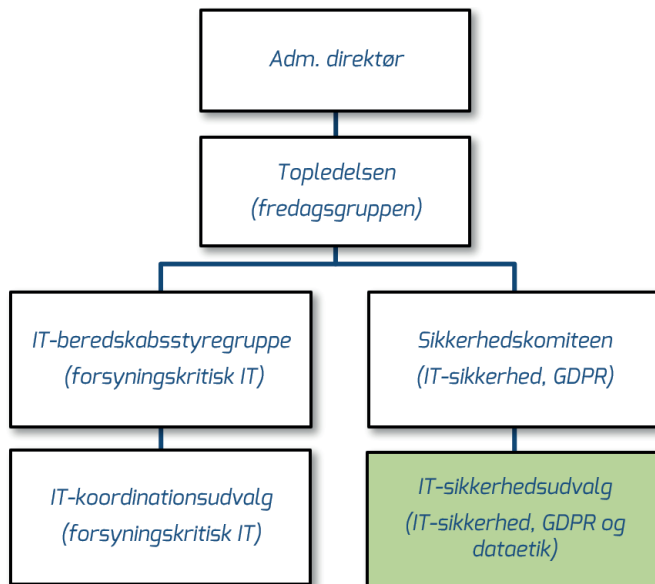 Adm. direktør
Topledelsen
(fredagsgruppen)
IT-beredskabsstyregruppe
(forsyningskritisk IT)
Sikkerhedskomiteen
(IT-sikkerhed, GDPR)
IT-koordinationsudvalg
(forsyningskritisk IT)
IT-sikkerhedsudvalg
(IT-sikkerhed, GDPR og
dataetik)